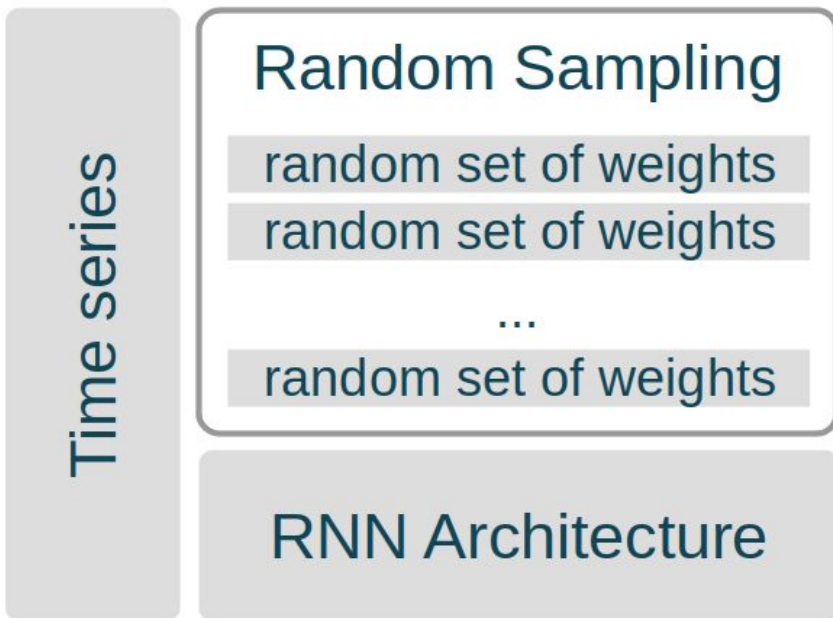 Time series
Random Sampling
random set of weights
random set of weights
...
random set of weights
RNN Architecture